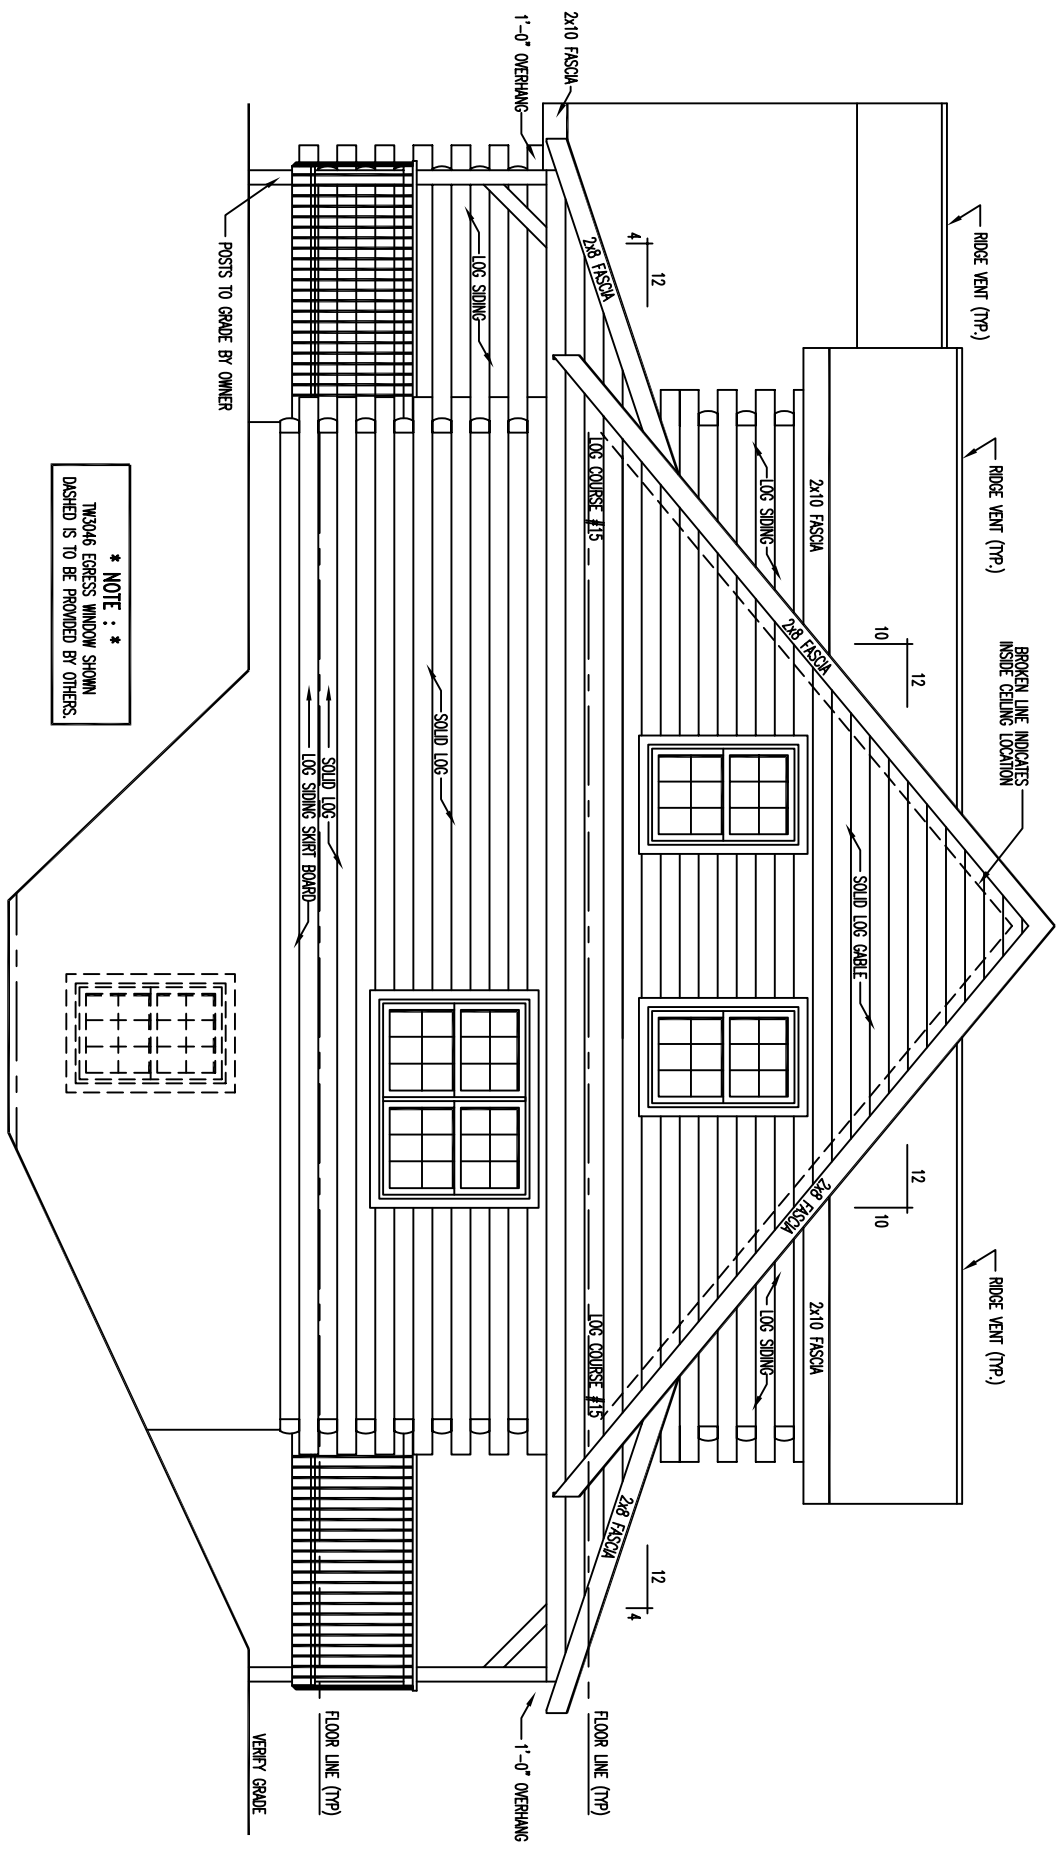 BROKEN LINE INDICATES
INSIDE CEILING LOCATION
RIDGE VENT (TYP.)
RIDGE VENT (TYP.)
RIDGE VENT (TYP.)
12
10
12
10
SOLID LOG GABLE
2x10 FASCIA
2x8 FASCIA
2x8 FASCIA
2x10 FASCIA
LOG SIDING
LOG SIDING
12
4
12
4
2x8 FASCIA
2x8 FASCIA
LOG COURSE #15
LOG COURSE #15
FLOOR LINE (TYP)
2x10 FASCIA
1'-0" OVERHANG
1'-0" OVERHANG
LOG SIDING
SOLID LOG
SOLID LOG
LOG SIDING SKIRT BOARD
FLOOR LINE (TYP)
VERIFY GRADE
POSTS TO GRADE BY OWNER
* NOTE : *
TW3046 EGRESS WINDOW SHOWN
DASHED IS TO BE PROVIDED BY OTHERS.